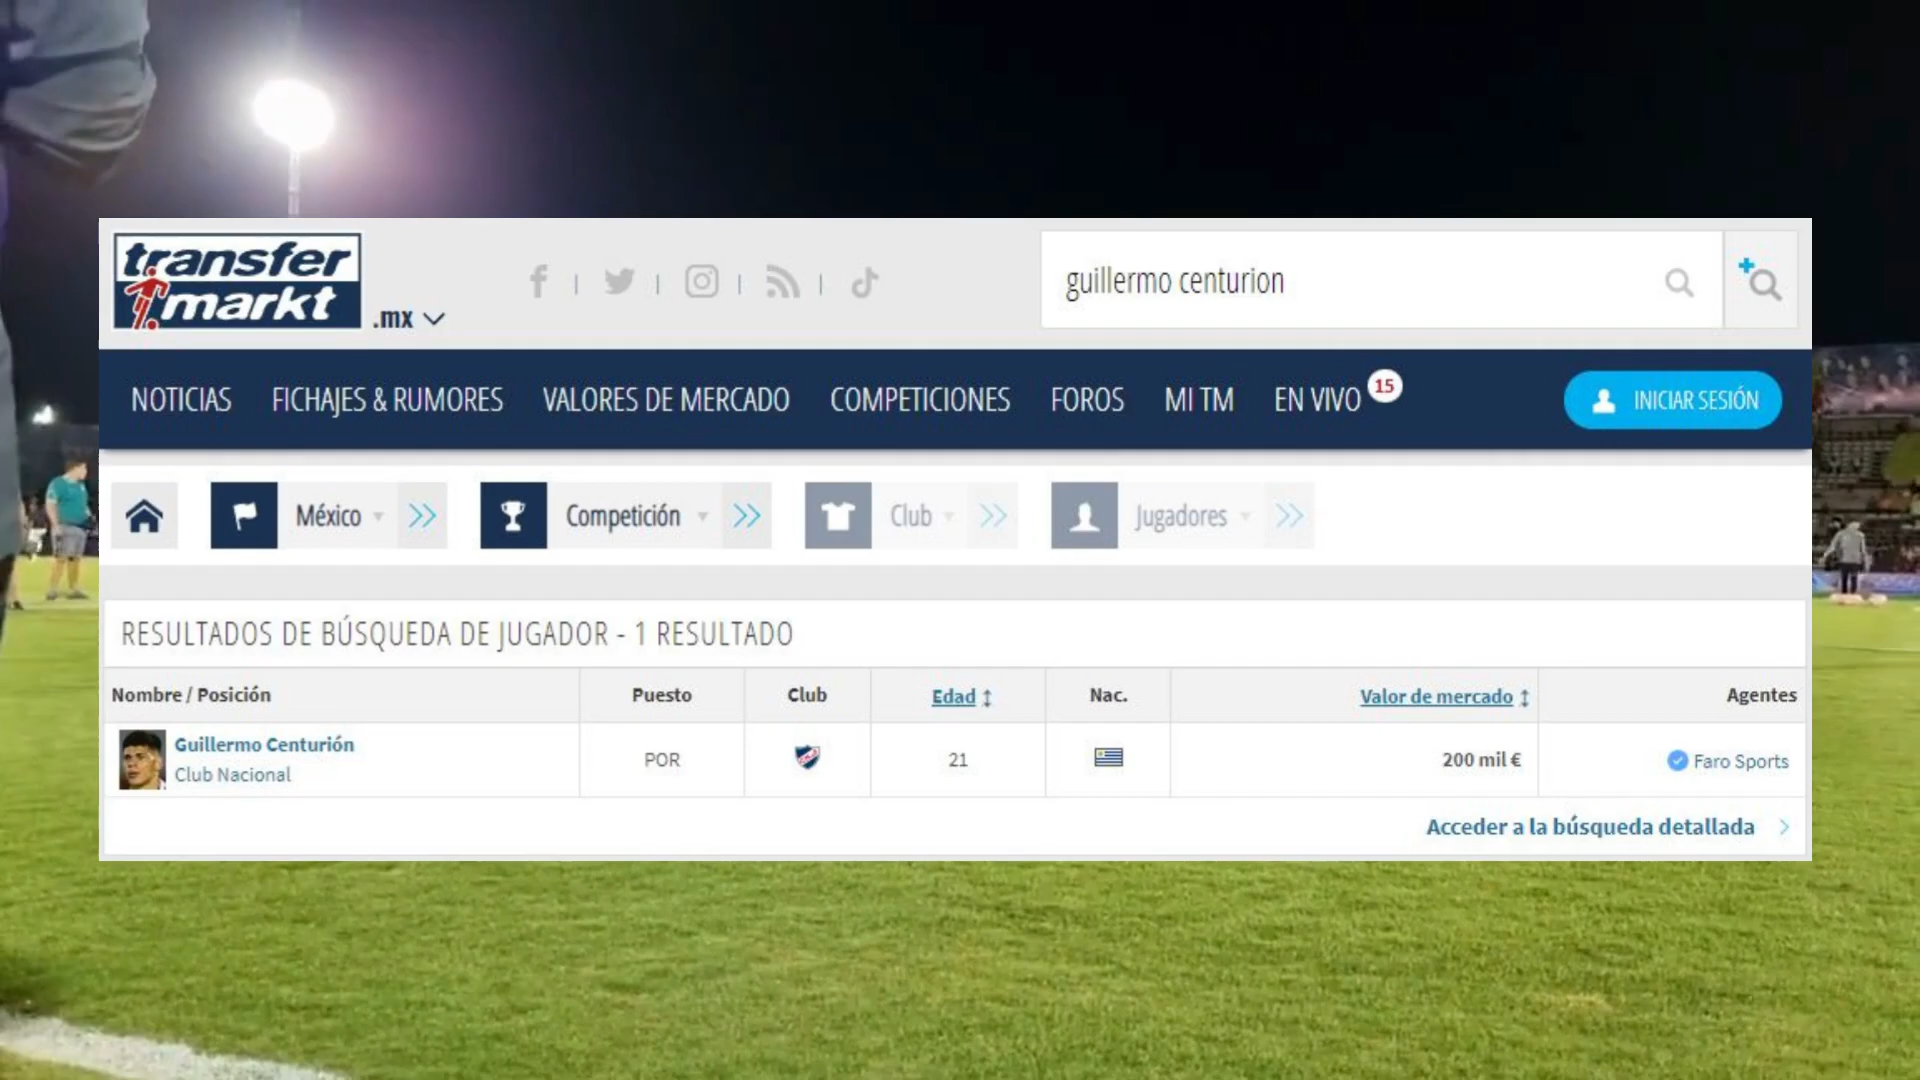 transfer
markt
.mx
guillermo centurion
NOTICIAS FICHAJES & RUMORES VALORES DE MERCADO COMPETICIONES FOROS MI TM EN VIVO 15 INICIAR SESIÓN
México Competición Club Jugadores
RESULTADOS DE BÚSQUEDA DE JUGADOR - 1 RESULTADO
Nombre / Posición Puesto Club Edad Nac. Valor de mercado Agentes
Guillermo Centurión
Club Nacional
POR 21 200 mil € Faro Sports
Acceder a la búsqueda detallada